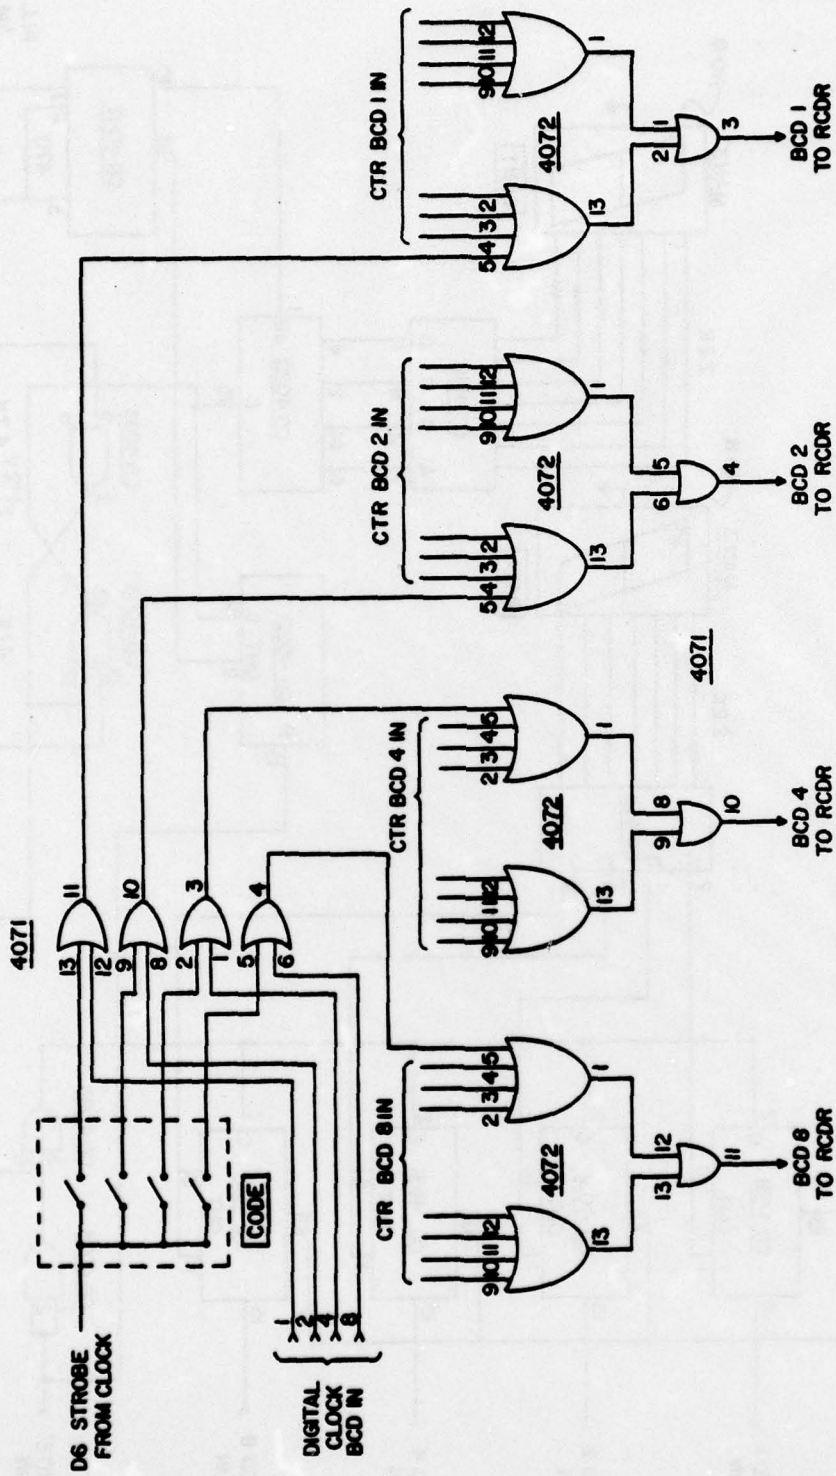 D6 STROBE
FROM CLOCK
CODE
DIGITAL
CLOCK
BCD IN
1
2
4
8
4071
13
12
11
9
8
10
2
1
3
5
6
4
CTR BCD 8 IN
9 10 11 12
2 3 4 5
4072
13
1
13
12
11
BCD 8
TO RCDR
CTR BCD 4 IN
9 10 11 12
2 3 4 5
4072
13
1
9
8
10
BCD 4
TO RCDR
4071
CTR BCD 2 IN
5 4 3 2
9 10 11 12
4072
13
1
6
5
4
BCD 2
TO RCDR
CTR BCD 1 IN
5 4 3 2
9 10 11 12
4072
13
1
2
1
3
BCD 1
TO RCDR